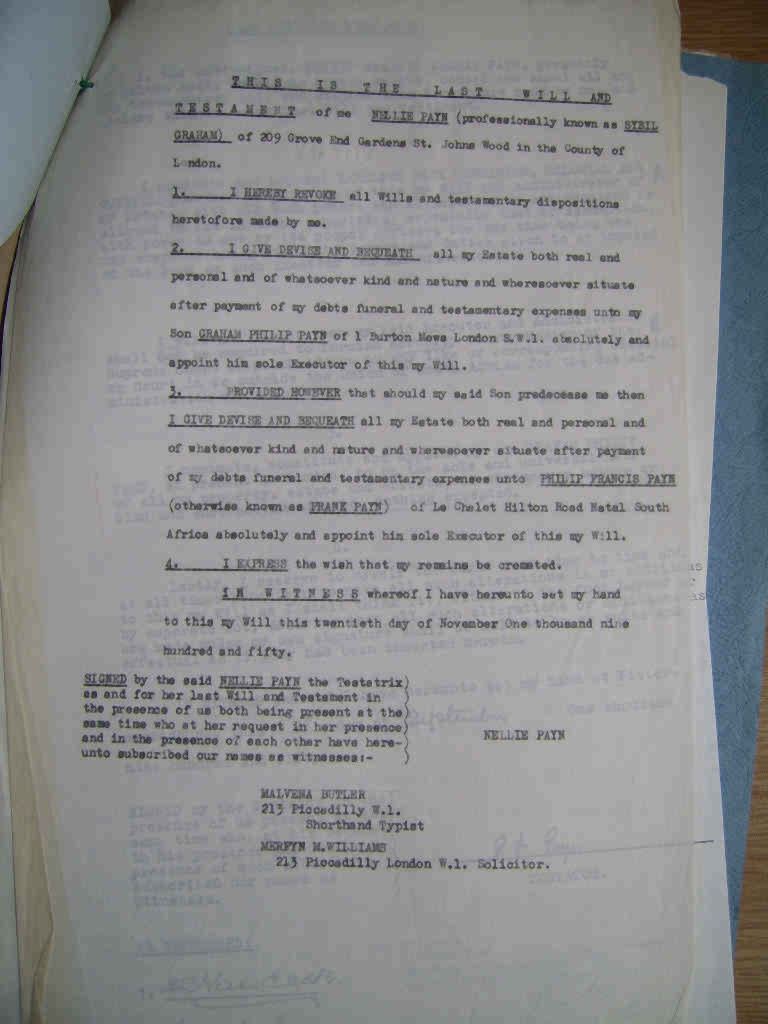 THIS IS THE LAST WILL AND
TESTAMENT of me NELLIE PAYN (professionally known as SYBIL
GRAHAM) of 209 Grove End Gardens St. Johns Wood in the County of
London.
1. I HEREBY REVOKE all Wills and testamentary dispositions
heretofore made by me.
2. I GIVE DEVISE AND BEQUEATH all my Estate both real and
personal and of whatsoever kind and nature and wheresoever situate
after payment of my debts funeral and testamentary expenses unto my
Son GRAHAM PHILIP PAYN of 1 Burton Mews London S.W.1. absolutely and
appoint him sole Executor of this my Will.
3. PROVIDED HOWEVER that should my said Son predecease me then
I GIVE DEVISE AND BEQUEATH all my Estate both real and personal and
of whatsoever kind and nature and wheresoever situate after payment
of my debts funeral and testamentary expenses unto PHILIP FRANCIS PAYN
(otherwise known as FRANK PAYN) of Le Chalet Hilton Road Natal South
Africa absolutely and appoint him sole Executor of this my Will.
4. I EXPRESS the wish that my remains be cremated.
IN WITNESS whereof I have hereunto set my hand
to this my Will this twentieth day of November One thousand nine
hundred and fifty.
SIGNED by the said NELLIE PAYN the Testatrix)
as and for her last Will and Testament in )
the presence of us both being present at the)
same time who at her request in her presence)
and in the presence of each other have here-)
unto subscribed our names as witnesses:- )
NELLIE PAYN
MALVENA BUTLER
213 Piccadilly W.1.
Shorthand Typist
MERFYN M.WILLIAMS
213 Piccadilly London W.1. Solicitor.